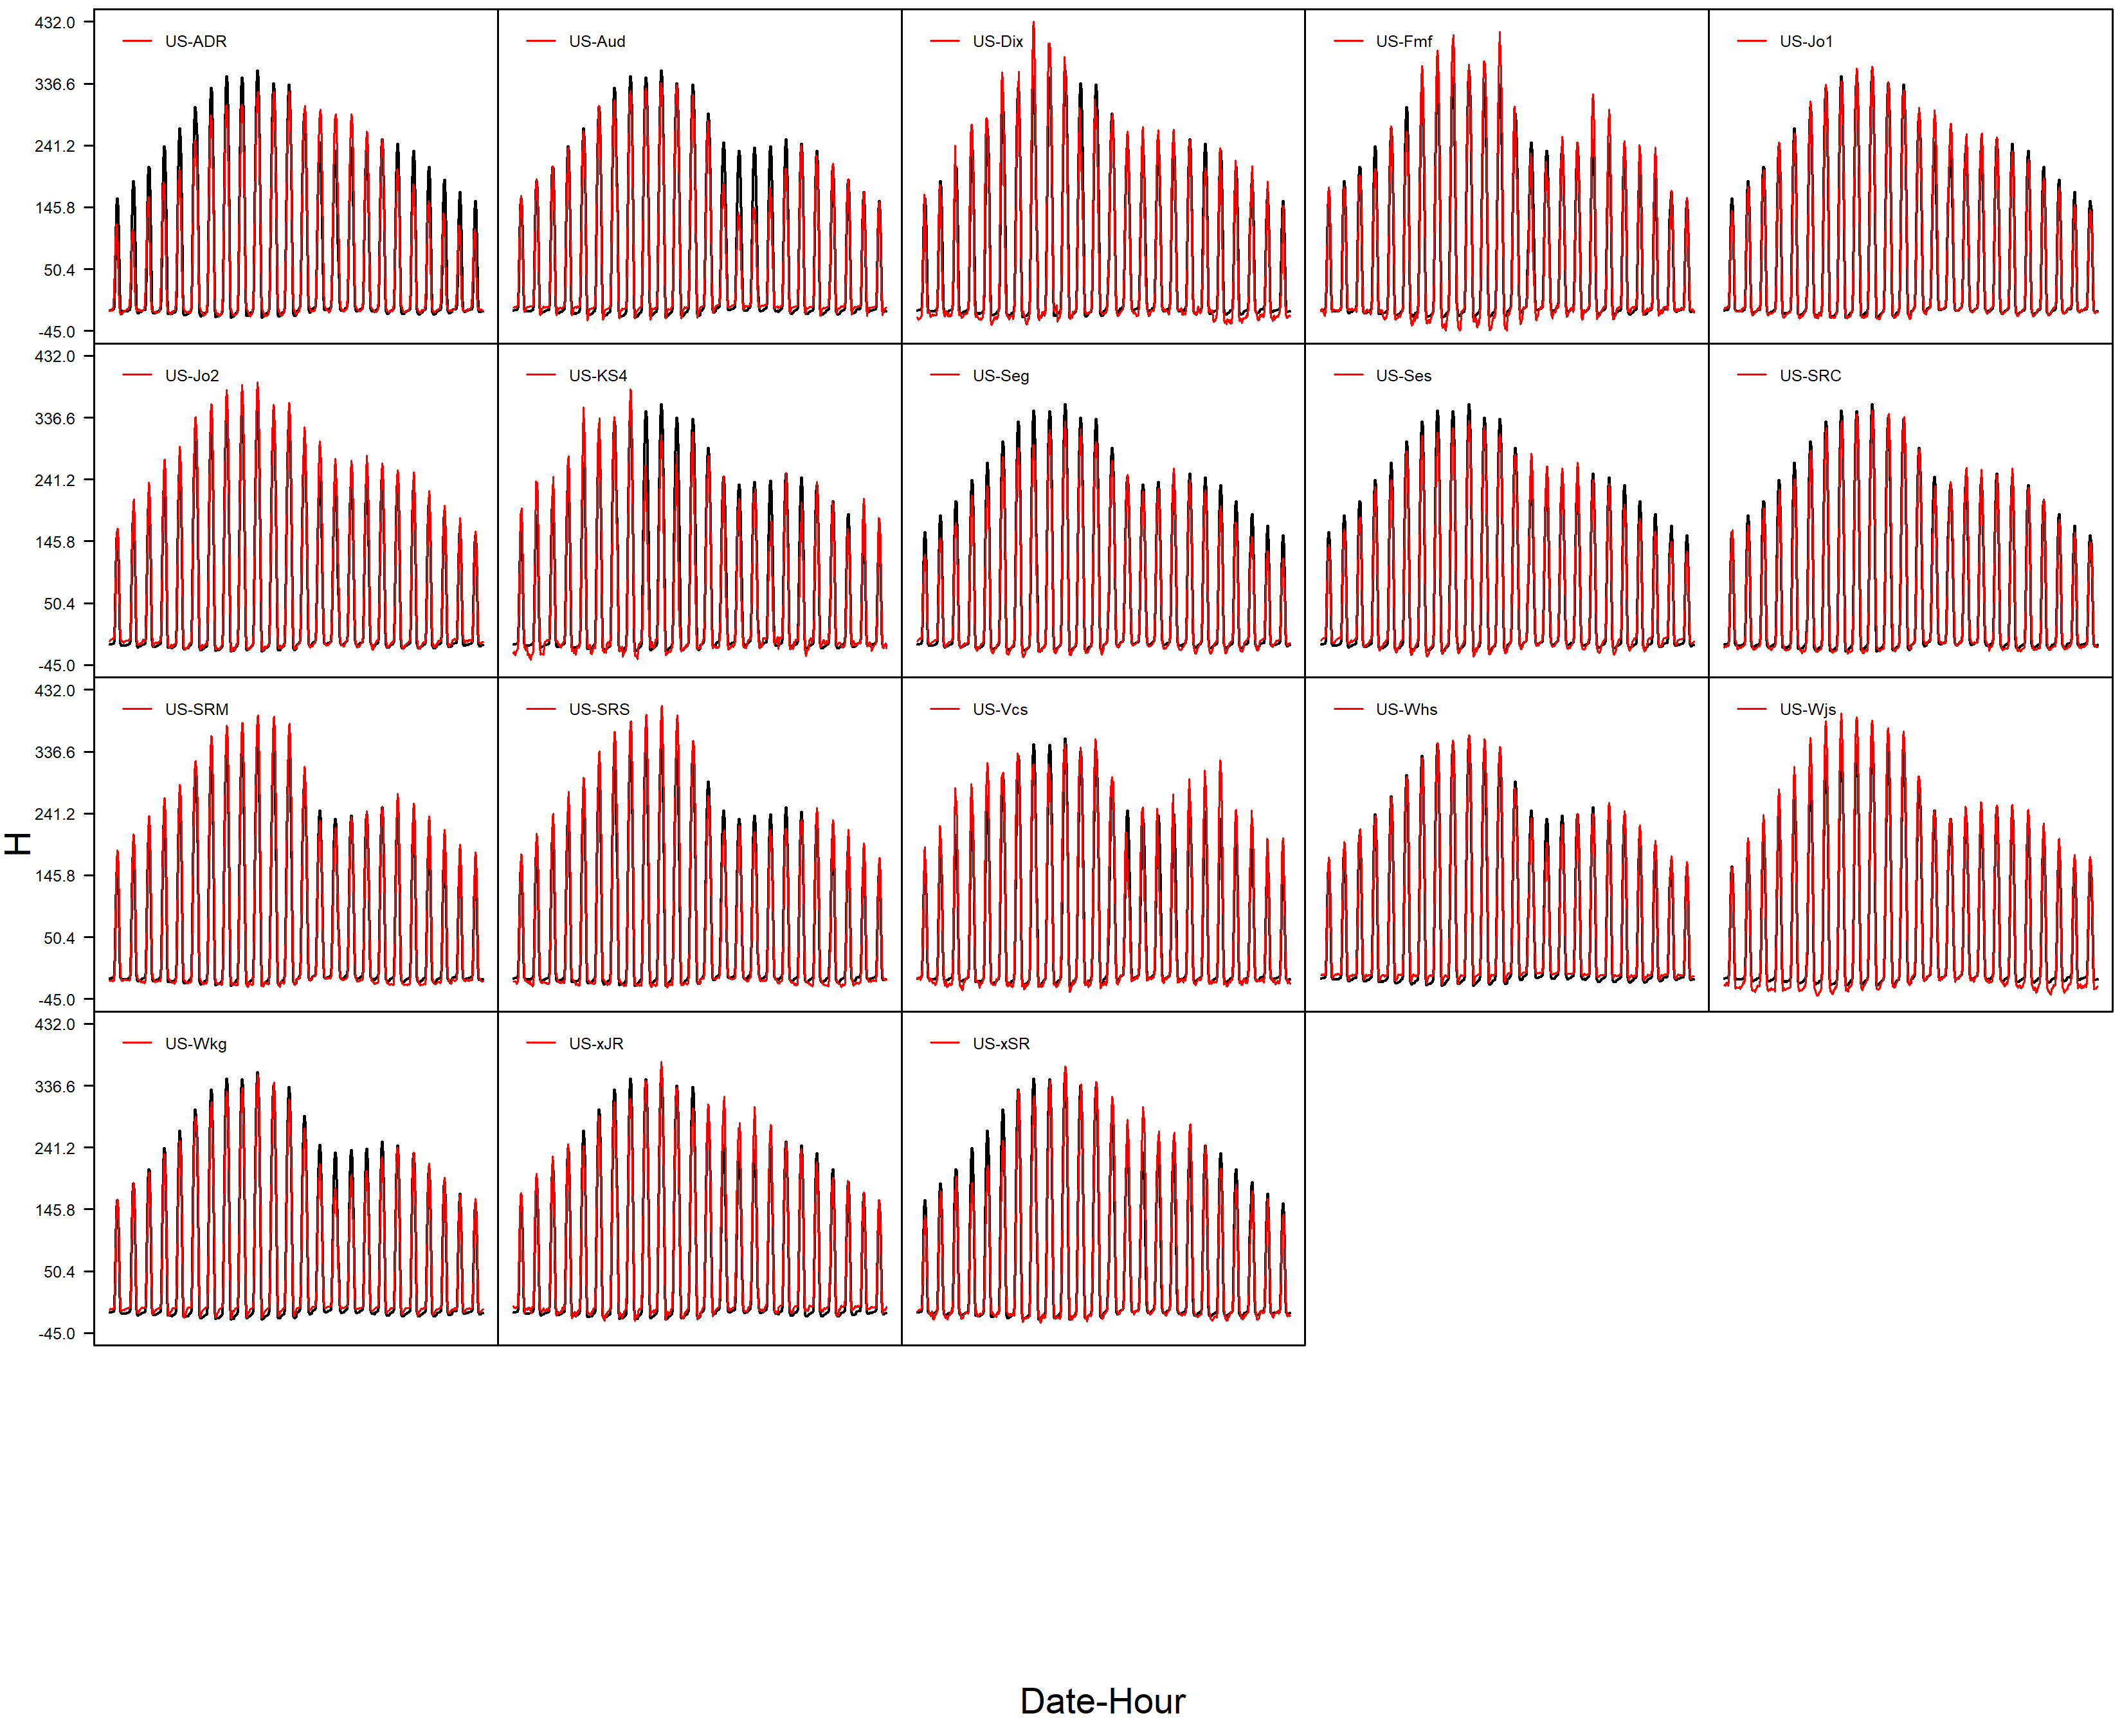 432.0
336.6
241.2
145.8
50.4
-45.0
US-ADR
US-Aud
US-Dix
US-Fmf
US-Jo1
432.0
336.6
241.2
145.8
50.4
-45.0
US-Jo2
US-KS4
US-Seg
US-Ses
US-SRC
432.0
336.6
241.2
145.8
50.4
-45.0
US-SRM
US-SRS
US-Vcs
US-Whs
US-Wjs
H
432.0
336.6
241.2
145.8
50.4
-45.0
US-Wkg
US-xJR
US-xSR
Date-Hour